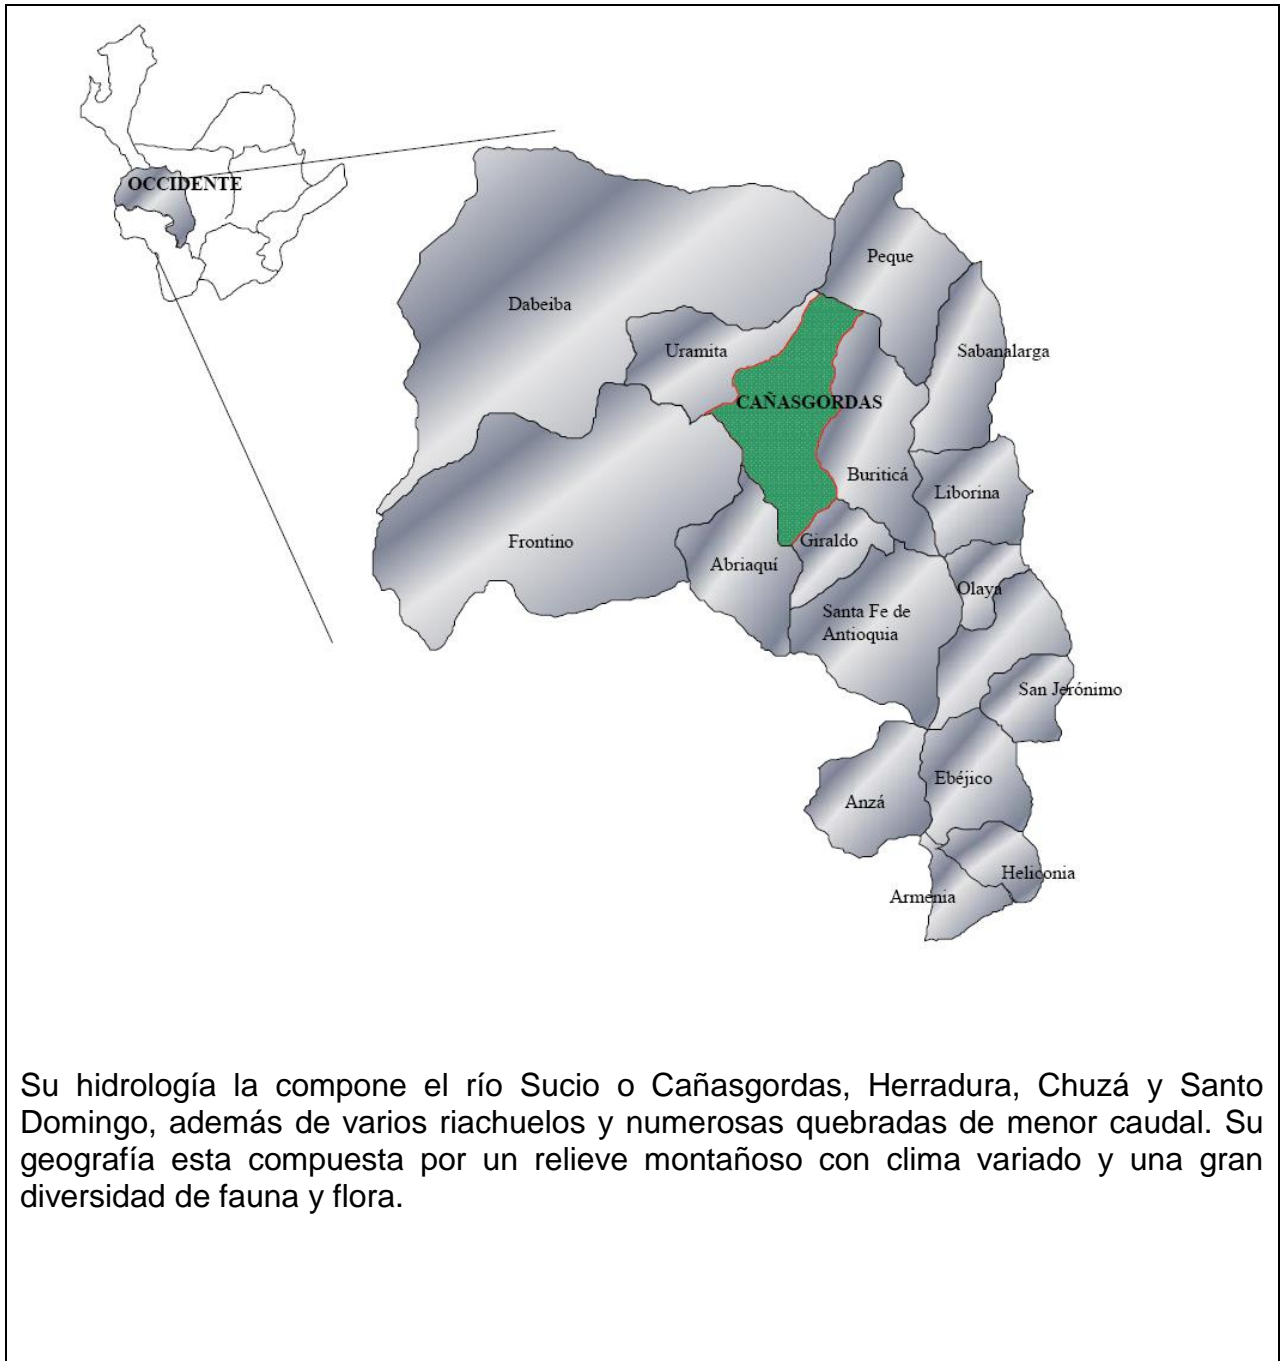 OCCIDENTE
Peque
Dabeiba
Uramita
Sabanalarga
CAÑASGORDAS
Buriticá
Liborina
Frontino
Giraldo
Abriaquí
Olaya
Santa Fe de
Antioquia
San Jerónimo
Ebéjico
Anzá
Heliconia
Armenia
Su hidrología la compone el río Sucio o Cañasgordas, Herradura, Chuzá y Santo
Domingo, además de varios riachuelos y numerosas quebradas de menor caudal. Su
geografía esta compuesta por un relieve montañoso con clima variado y una gran
diversidad de fauna y flora.